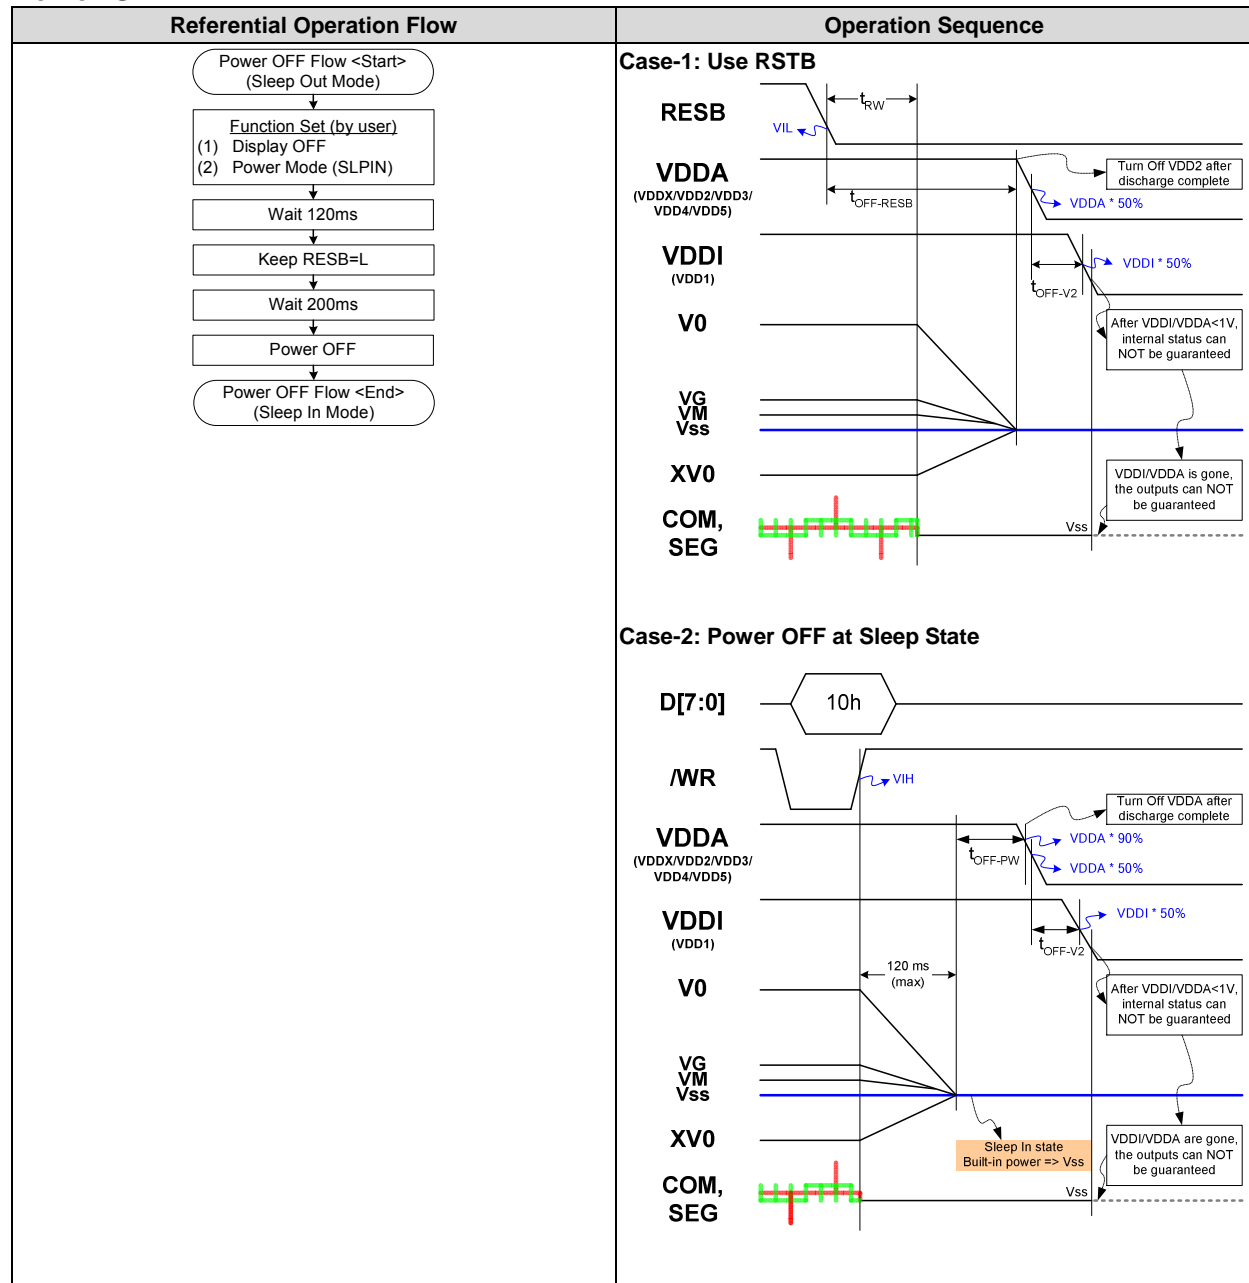 Referential Operation Flow
Operation Sequence
Power OFF Flow <Start>
(Sleep Out Mode)
Function Set (by user)
(1) Display OFF
(2) Power Mode (SLPIN)
Wait 120ms
Keep RESB=L
Wait 200ms
Power OFF
Power OFF Flow <End>
(Sleep In Mode)
Case-1: Use RSTB
RESB
tRW
VIL
VDDA
(VDDX/VDD2/VDD3/
VDD4/VDD5)
tOFF-RESB
Turn Off VDD2 after
discharge complete
VDDA * 50%
VDDI
(VDD1)
VDDI * 50%
tOFF-V2
V0
After VDDI/VDDA<1V,
internal status can
NOT be guaranteed
VG
VM
Vss
XV0
VDDI/VDDA is gone,
the outputs can NOT
be guaranteed
COM,
SEG
Vss
Case-2: Power OFF at Sleep State
D[7:0]
10h
/WR
VIH
Turn Off VDDA after
discharge complete
VDDA
(VDDX/VDD2/VDD3/
VDD4/VDD5)
tOFF-PW
VDDA * 90%
VDDA * 50%
VDDI
(VDD1)
VDDI * 50%
tOFF-V2
120 ms
(max)
V0
After VDDI/VDDA<1V,
internal status can
NOT be guaranteed
VG
VM
Vss
XV0
Sleep In state
Built-in power => Vss
VDDI/VDDA are gone,
the outputs can NOT
be guaranteed
COM,
SEG
Vss